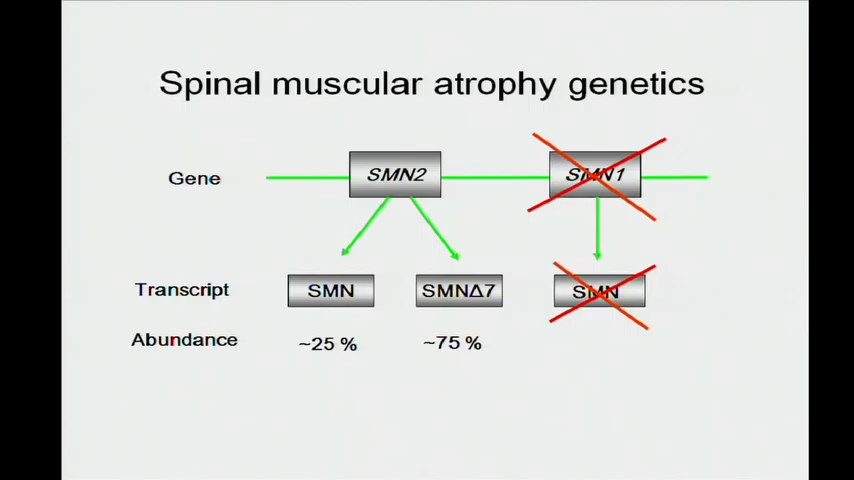 Spinal muscular atrophy genetics
Gene SMN2 SMN1
Transcript SMN SMNΔ7 SMN
Abundance ~25 % ~75 %